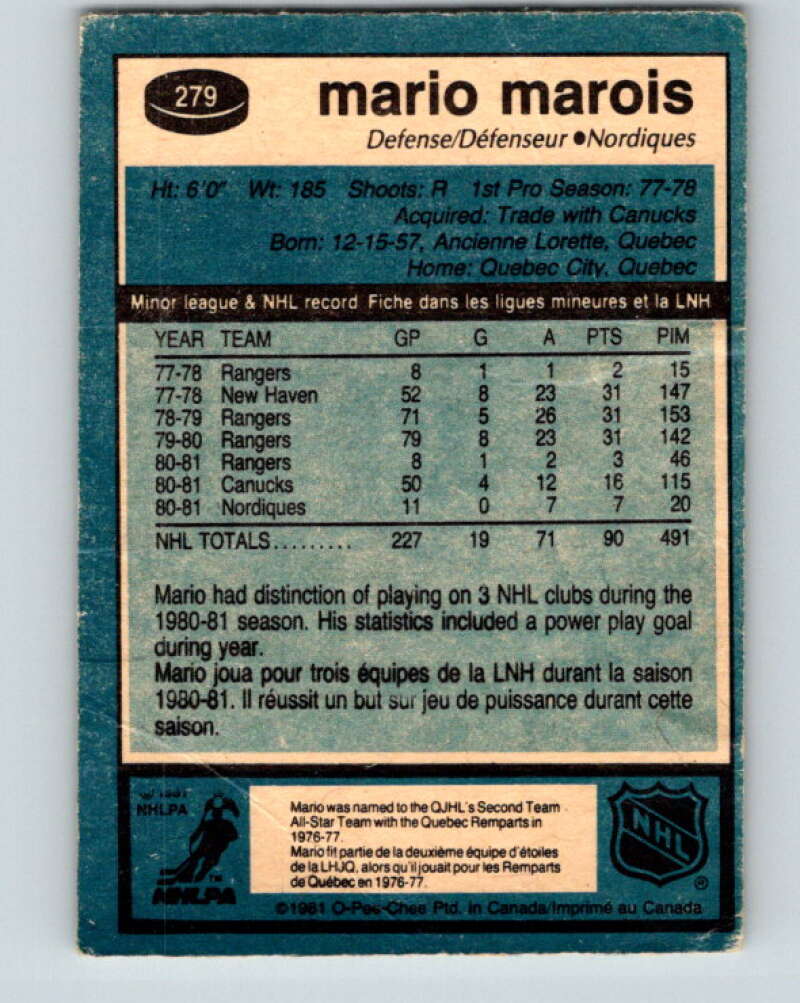 279
mario marois
Defense/Défenseur ●Nordiques
Ht: 6'0" Wt: 185 Shoots: R 1st Pro Season: 77-78
Acquired: Trade with Canucks
Born: 12-15-57, Ancienne Lorette, Quebec
Home: Quebec City, Quebec
Minor league & NHL record Fiche dans les ligues mineures et la LNH
YEAR TEAM GP G A PTS PIM
77-78 Rangers 8 1 1 2 15
77-78 New Haven 52 8 23 31 147
78-79 Rangers 71 5 26 31 153
79-80 Rangers 79 8 23 31 142
80-81 Rangers 8 1 2 3 46
80-81 Canucks 50 4 12 16 115
80-81 Nordiques 11 0 7 7 20
NHL TOTALS......... 227 19 71 90 491
Mario had distinction of playing on 3 NHL clubs during the
1980-81 season. His statistics included a power play goal
during year.
Mario joua pour trois équipes de la LNH durant la saison
1980-81. Il réussit un but sur jeu de puissance durant cette
saison.
© 1981
NHLPA
NHLPA
™
Mario was named to the QJHL's Second Team
All-Star Team with the Quebec Remparts in
1976-77.
Mario fit partie de la deuxième équipe d'étoiles
de la LHJQ, alors qu'il jouait pour les Remparts
de Québec en 1976-77.
NHL
®
©1981 O-Pee-Chee Ptd. in Canada/Imprimé au Canada